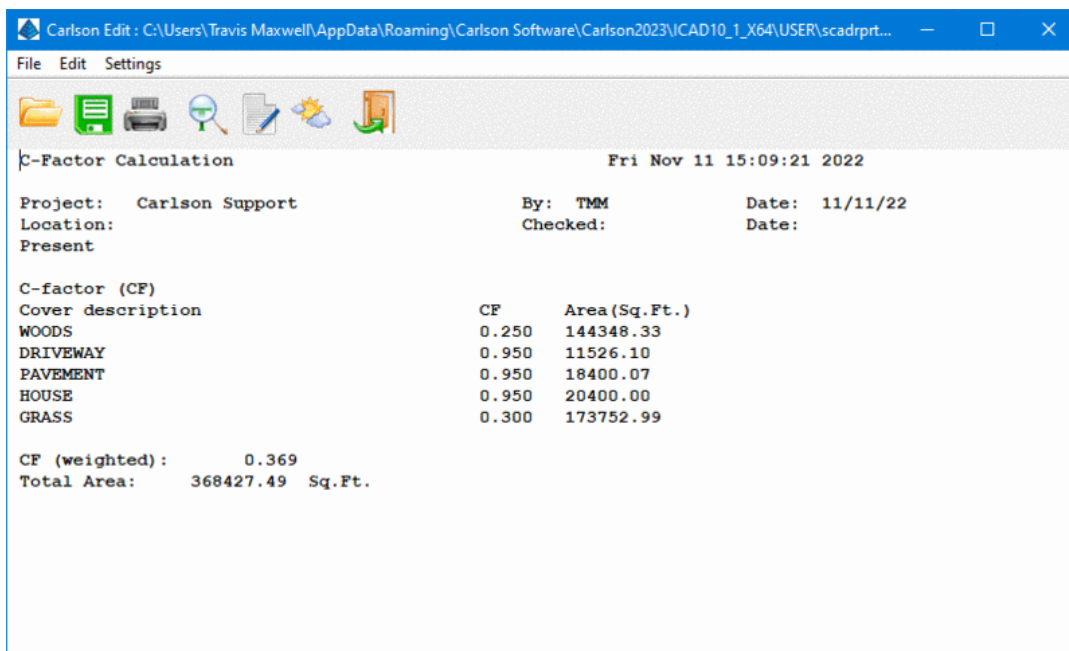 Carlson Edit : C:\Users\Travis Maxwell\AppData\Roaming\Carlson Software\Carlson2023\ICAD10_1_X64\USER\scadrprt...
File Edit Settings
C-Factor Calculation Fri Nov 11 15:09:21 2022
Project: Carlson Support By: TMM Date: 11/11/22
Location: Checked: Date:
Present
C-factor (CF)
Cover description CF Area(Sq.Ft.)
WOODS 0.250 144348.33
DRIVEWAY 0.950 11526.10
PAVEMENT 0.950 18400.07
HOUSE 0.950 20400.00
GRASS 0.300 173752.99
CF (weighted): 0.369
Total Area: 368427.49 Sq.Ft.